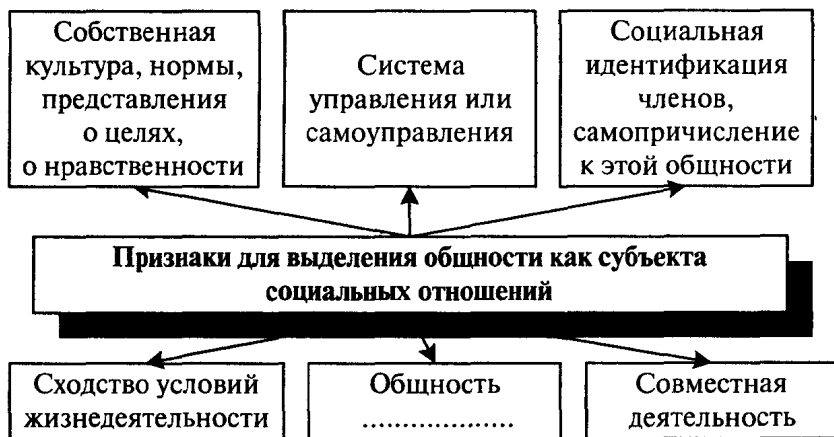 Собственная
культура, нормы,
представления
о целях,
о нравственности
Система
управления или
самоуправления
Социальная
идентификация
членов,
самопричисление
к этой общности
Признаки для выделения общности как субъекта
социальных отношений
Сходство условий
жизнедеятельности
Общность
...................
Совместная
деятельность